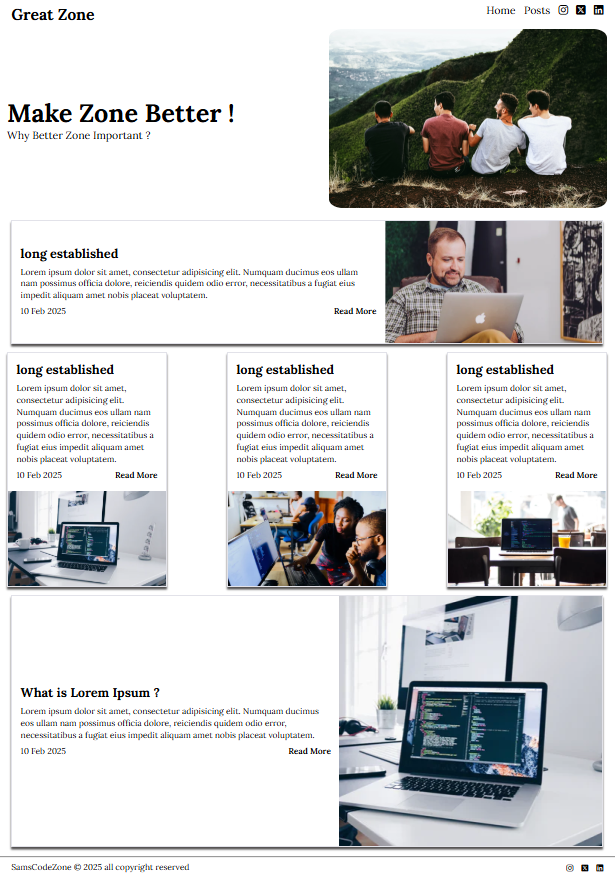 Great Zone
Home Posts
Make Zone Better !
Why Better Zone Important ?
long established
Lorem ipsum dolor sit amet, consectetur adipisicing elit. Numquam ducimus eos ullam
nam possimus officia dolore, reiciendis quidem odio error, necessitatibus a fugiat eius
impedit aliquam amet nobis placeat voluptatem.
10 Feb 2025 Read More
long established
Lorem ipsum dolor sit amet,
consectetur adipisicing elit.
Numquam ducimus eos ullam nam
possimus officia dolore, reiciendis
quidem odio error, necessitatibus a
fugiat eius impedit aliquam amet
nobis placeat voluptatem.
10 Feb 2025 Read More
long established
Lorem ipsum dolor sit amet,
consectetur adipisicing elit.
Numquam ducimus eos ullam nam
possimus officia dolore, reiciendis
quidem odio error, necessitatibus a
fugiat eius impedit aliquam amet
nobis placeat voluptatem.
10 Feb 2025 Read More
long established
Lorem ipsum dolor sit amet,
consectetur adipisicing elit.
Numquam ducimus eos ullam nam
possimus officia dolore, reiciendis
quidem odio error, necessitatibus a
fugiat eius impedit aliquam amet
nobis placeat voluptatem.
10 Feb 2025 Read More
What is Lorem Ipsum ?
Lorem ipsum dolor sit amet, consectetur adipisicing elit. Numquam ducimus
eos ullam nam possimus officia dolore, reiciendis quidem odio error,
necessitatibus a fugiat eius impedit aliquam amet nobis placeat voluptatem.
10 Feb 2025 Read More
SamsCodeZone © 2025 all copyright reserved